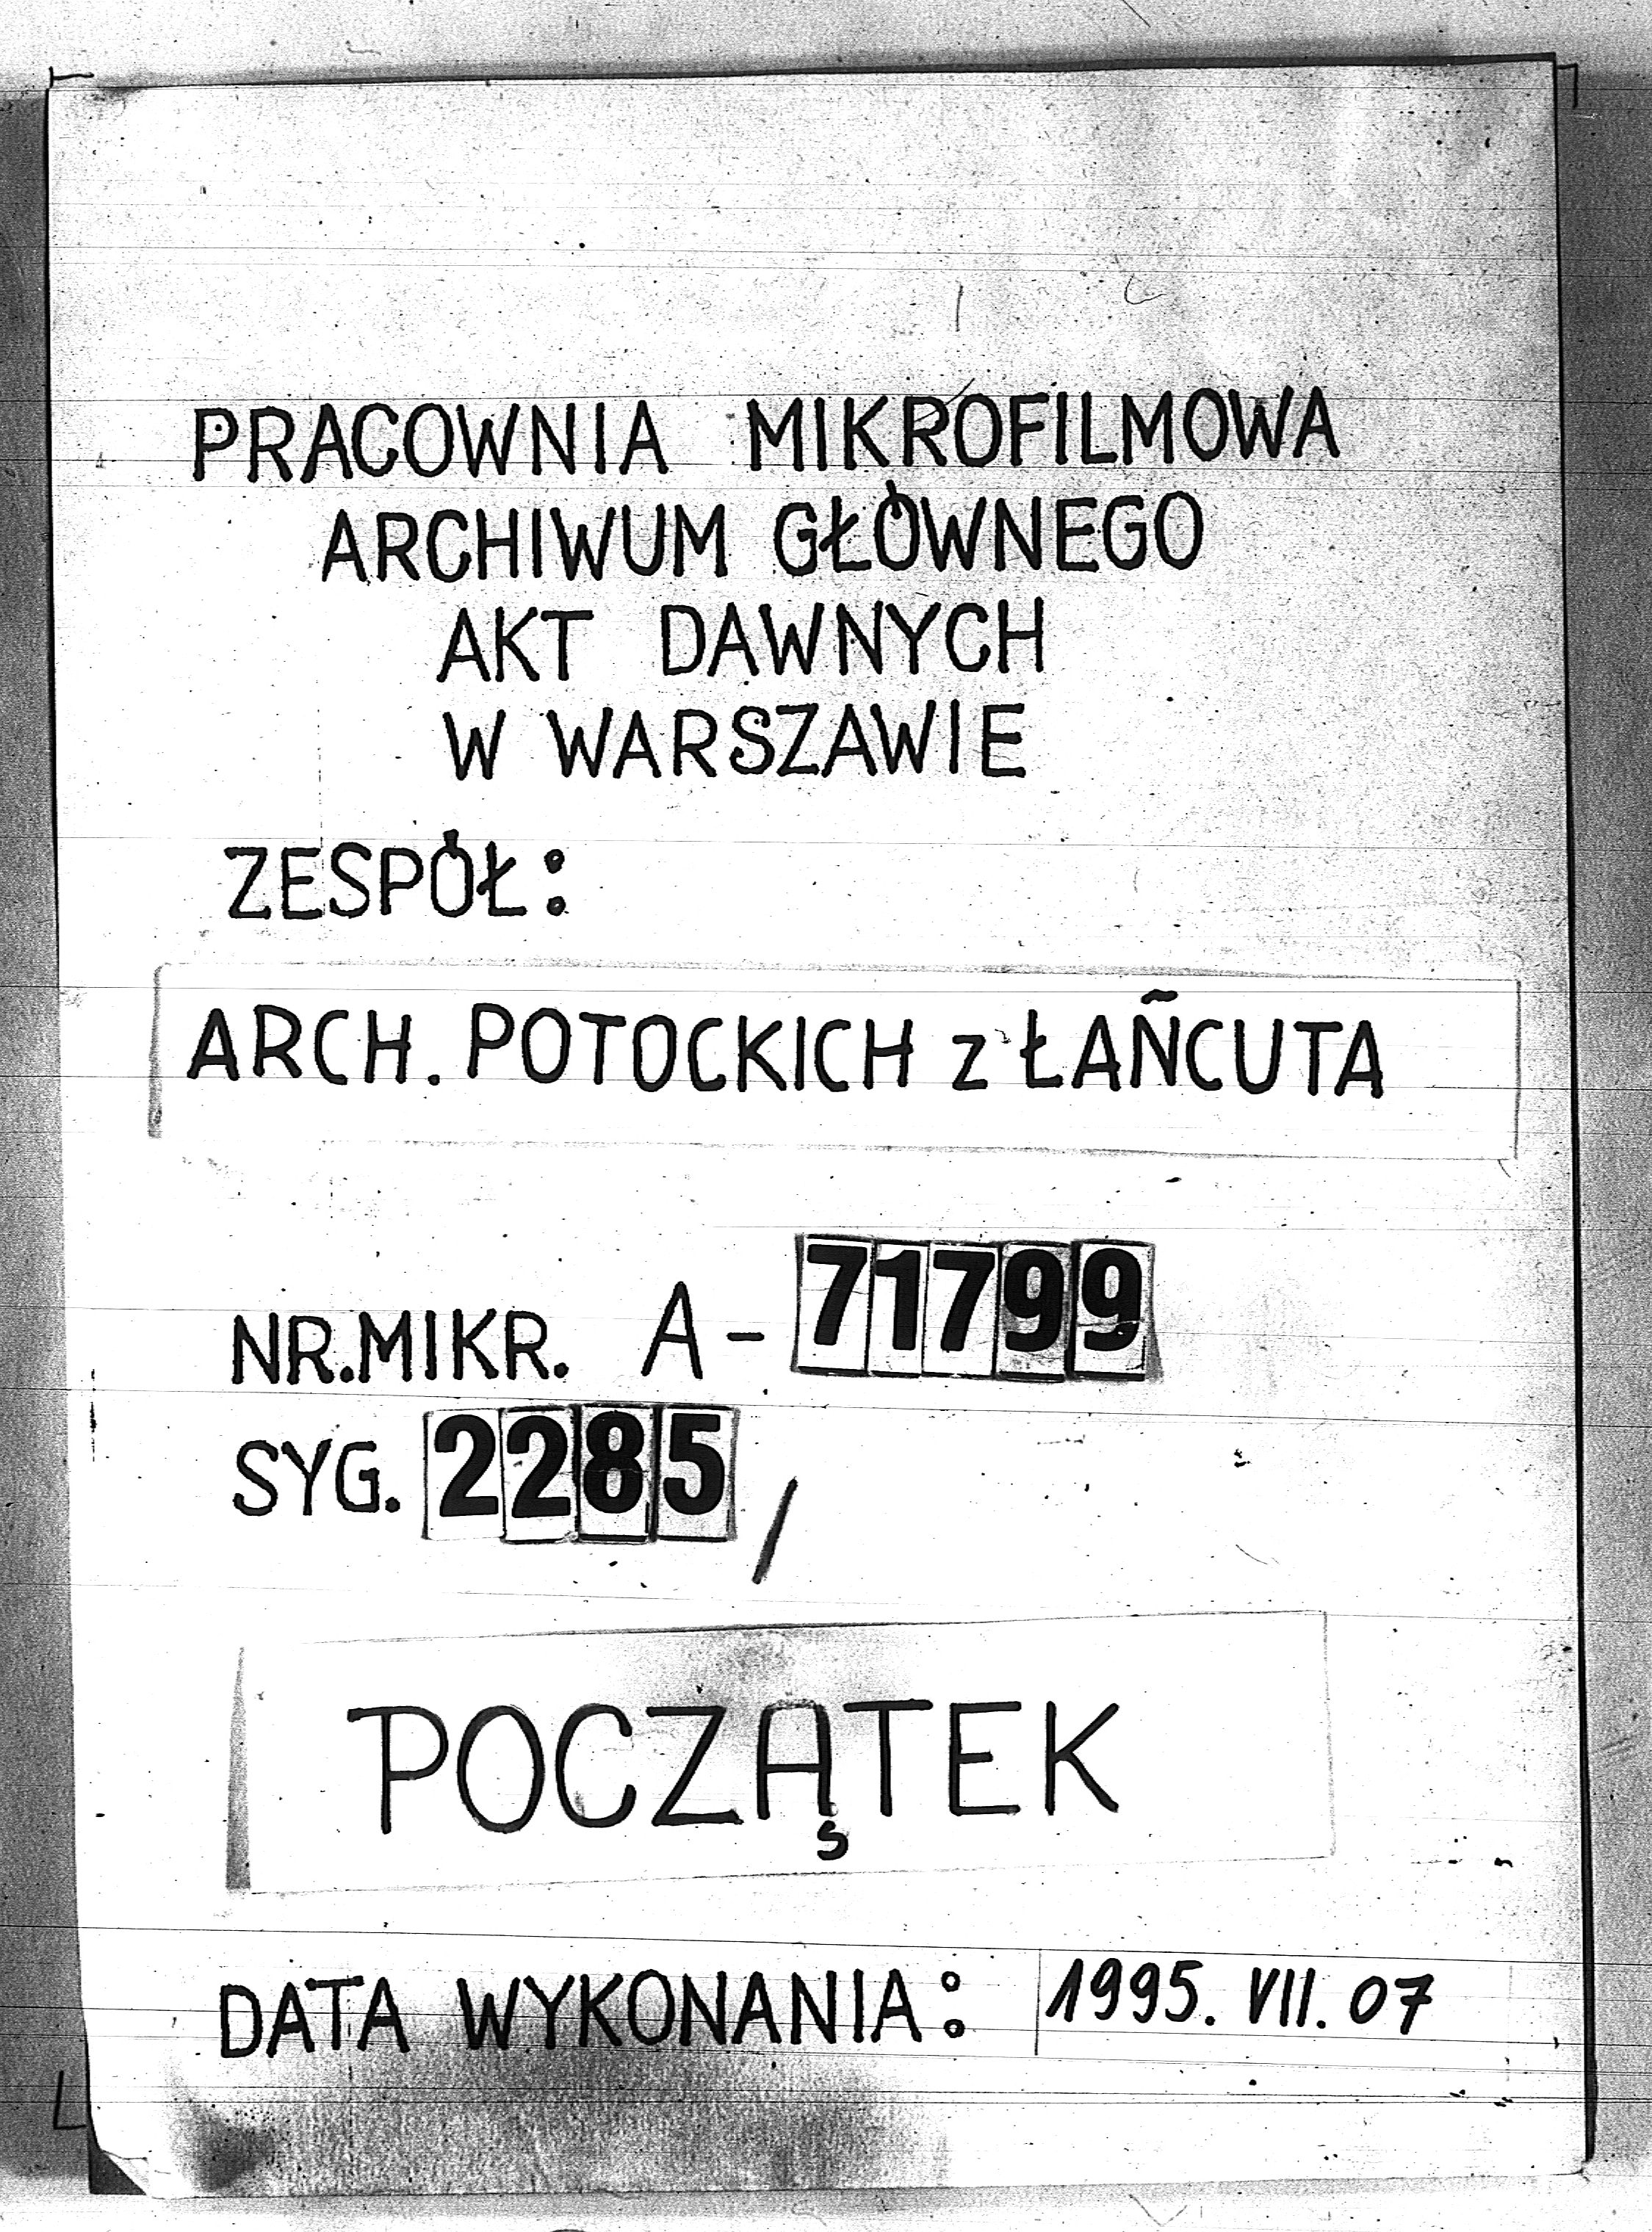 PRACOWNIA MIKROFILMOWA
ARCHIWUM GŁÓWNEGO
AKT DAWNYCH
W WARSZAWIE
ZESPÓŁ:
ARCH. POTOCKICH z ŁAÑCUTA
NR. MIKR. A-71799
SYG. 2285/
POCZĄTEK
DATA WYKONANIA: 1995. VII. 07